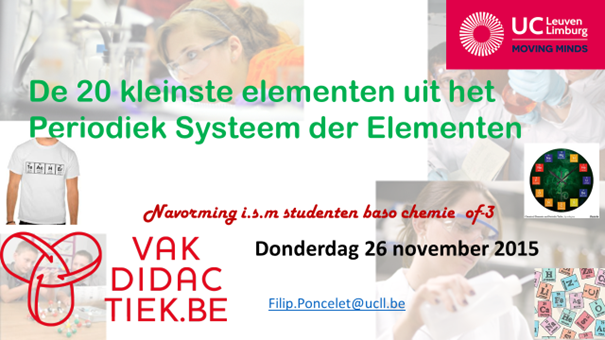 UC Leuven
Limburg
MOVING MINDS
De 20 kleinste elementen uit het
Periodiek Systeem der Elementen
Navorming i.s.m studenten baso chemie of-3
Donderdag 26 november 2015
VAK
DIDAC
TIEK.BE
Filip.Poncelet@ucll.be